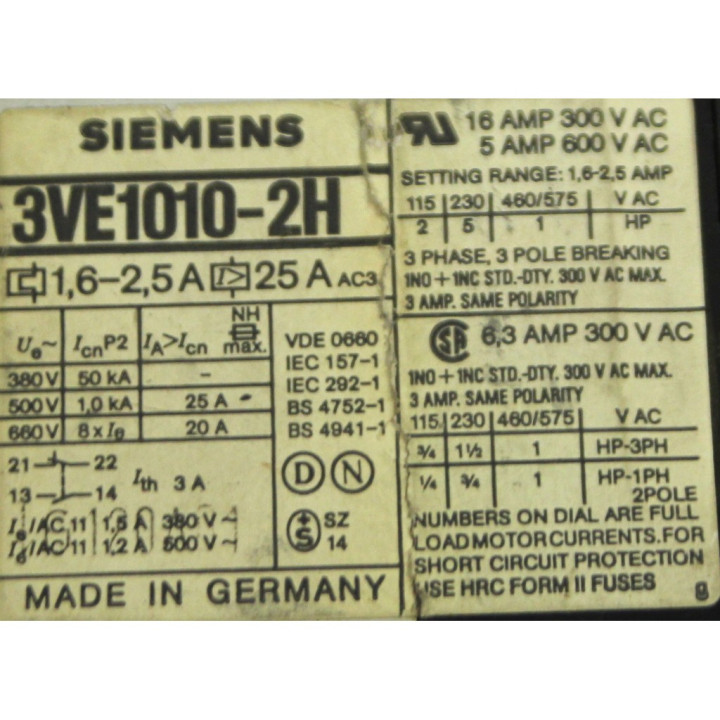 SIEMENS
3VE1010-2H
1,6-2,5 A I> 25 A AC3
Ue~ IcnP2 IA>Icn NH max.
380V 50 kA -
500V 1,0 kA 25 A
660V 8xIe 20 A
VDE 0660
IEC 157-1
IEC 292-1
BS 4752-1
BS 4941-1
21 22
13 14
Ith 3 A
Ie/AC 11 1,5 A 380 V ~
Ie/AC 11 1,2 A 500 V ~
D N
+S SZ 14
MADE IN GERMANY
RU 16 AMP 300 V AC
5 AMP 600 V AC
SETTING RANGE: 1,6-2,5 AMP
115 230 460/575 V AC
2 5 1 HP
3 PHASE, 3 POLE BREAKING
1NO + 1NC STD.-DTY. 300 V AC MAX.
3 AMP. SAME POLARITY
SA 6,3 AMP 300 V AC
1NO + 1NC STD.-DTY. 300 V AC MAX.
3 AMP. SAME POLARITY
115 230 460/575 V AC
3/4 1 1/2 1 HP-3PH
1/4 3/4 1 HP-1PH
2POLE
NUMBERS ON DIAL ARE FULL
LOAD MOTOR CURRENTS. FOR
SHORT CIRCUIT PROTECTION
USE HRC FORM II FUSES
g